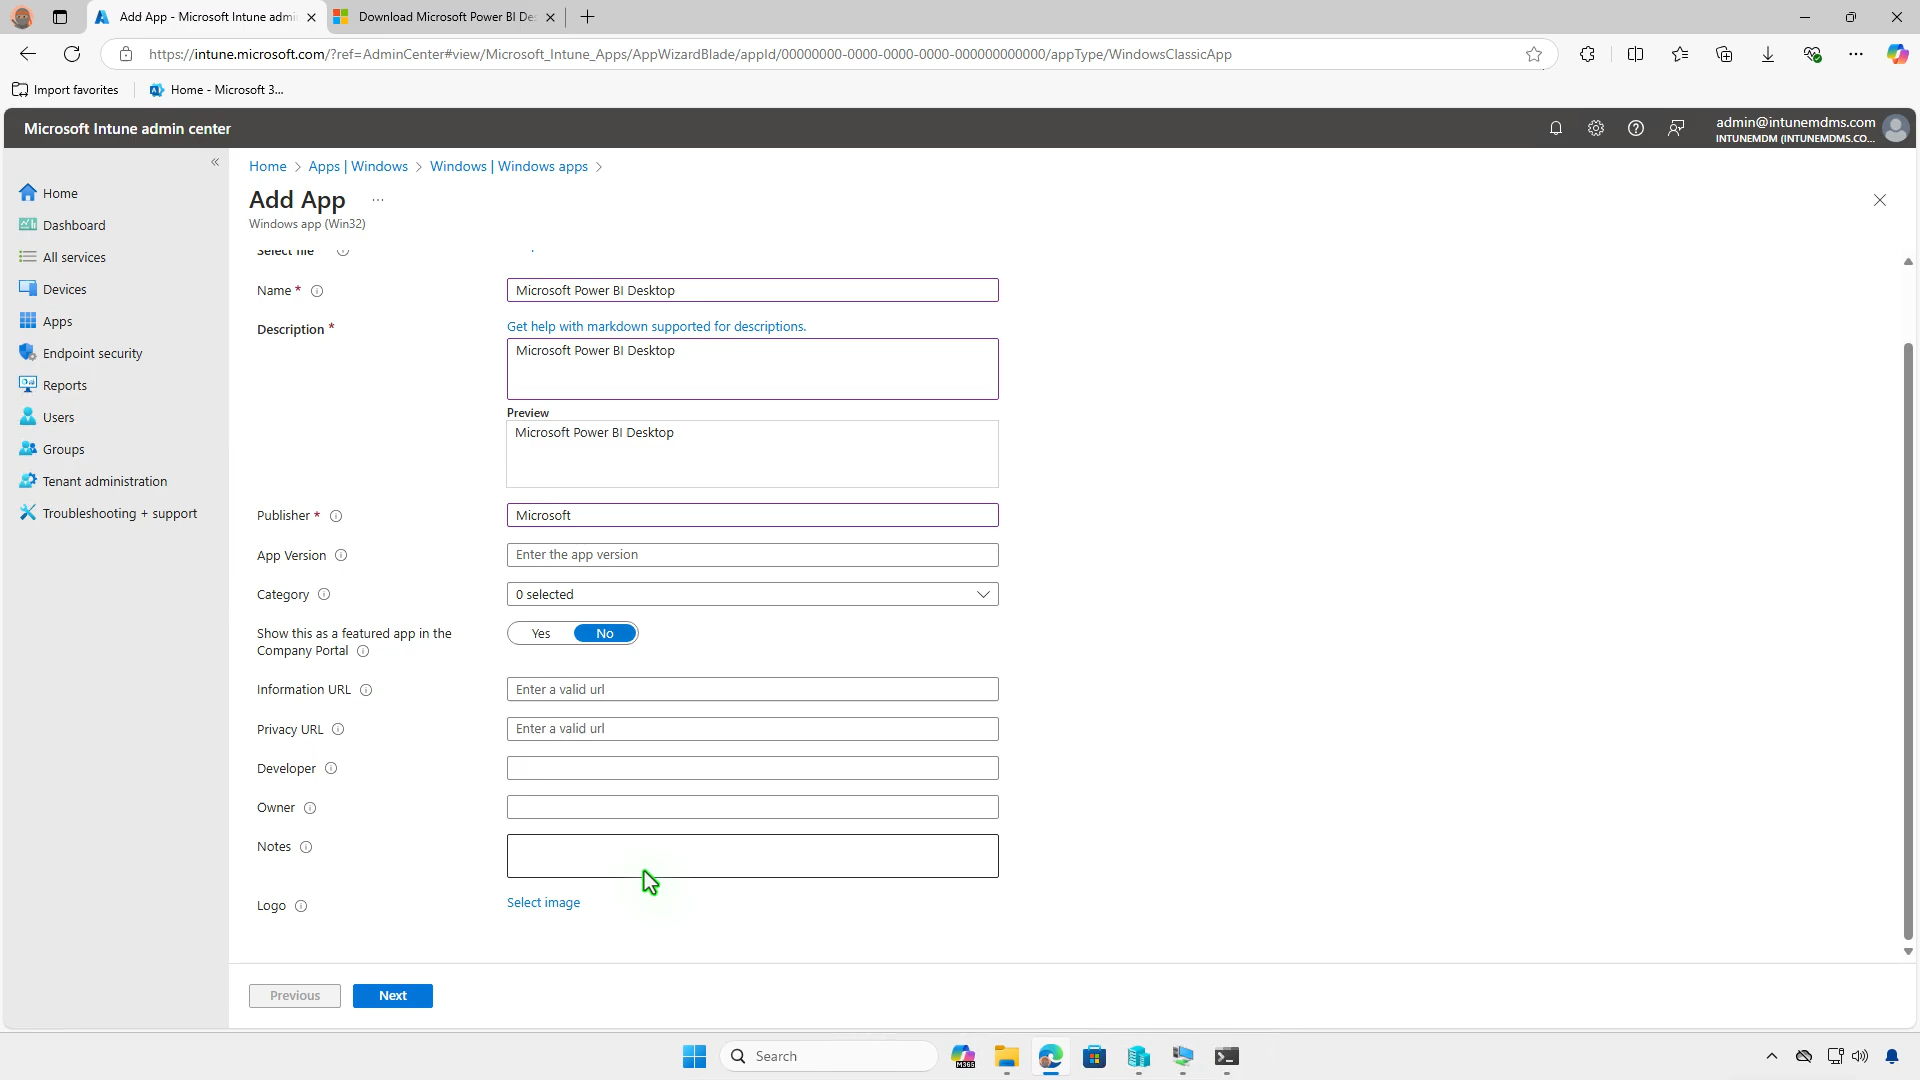 Add App - Microsoft Intune admin
Download Microsoft Power BI De
https://intune.microsoft.com/?ref=AdminCenter#view/Microsoft_Intune_Apps/AppWizardBlade/appId/00000000-0000-0000-0000-000000000000/appType/WindowsClassicApp
Import favorites
Home - Microsoft 3...
Microsoft Intune admin center
admin@intunemdms.com
INTUNEMDM (INTUNEMDMS.CO...
Home > Apps | Windows > Windows | Windows apps >
Add App ...
Windows app (Win32)
Home
Dashboard
All services
Devices
Apps
Endpoint security
Reports
Users
Groups
Tenant administration
Troubleshooting + support
Select file
Name * Microsoft Power BI Desktop
Description * Get help with markdown supported for descriptions.
Microsoft Power BI Desktop
Preview
Microsoft Power BI Desktop
Publisher * Microsoft
App Version Enter the app version
Category 0 selected
Show this as a featured app in the Yes No
Company Portal
Information URL Enter a valid url
Privacy URL Enter a valid url
Developer
Owner
Notes
Logo Select image
Previous Next
Search
M365